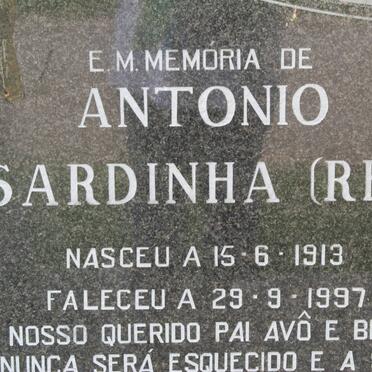 E.M. MEMÓRIA DE
ANTONIO
SARDINHA (RE
NASCEU A 15-6-1913
FALECEU A 29-9-1997
NOSSO QUERIDO PAI AVÔ E B
NUNCA SERÁ ESQUECIDO E A S